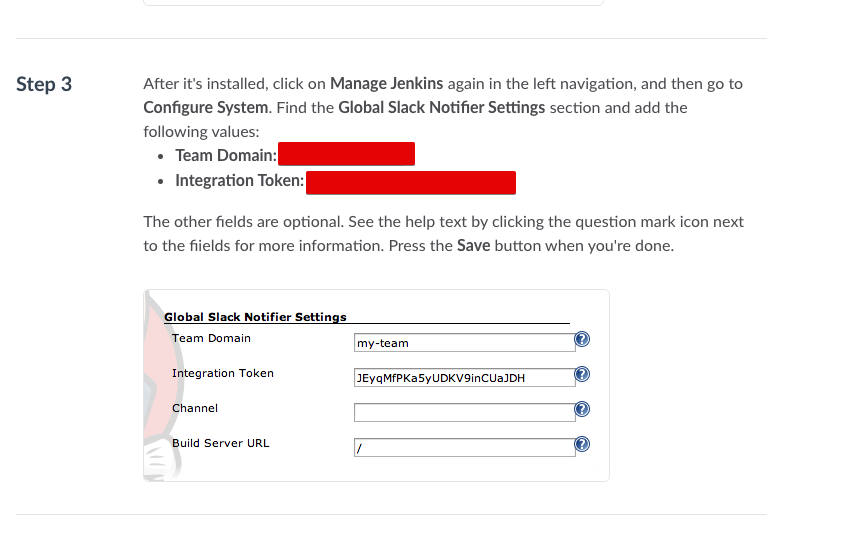 Step 3
After it's installed, click on Manage Jenkins again in the left navigation, and then go to
Configure System. Find the Global Slack Notifier Settings section and add the
following values:
• Team Domain:
• Integration Token:
The other fields are optional. See the help text by clicking the question mark icon next
to the fiields for more information. Press the Save button when you're done.
Global Slack Notifier Settings
Team Domain my-team ?
Integration Token JEyqMfPKa5yUDKV9inCUaJDH ?
Channel ?
Build Server URL / ?